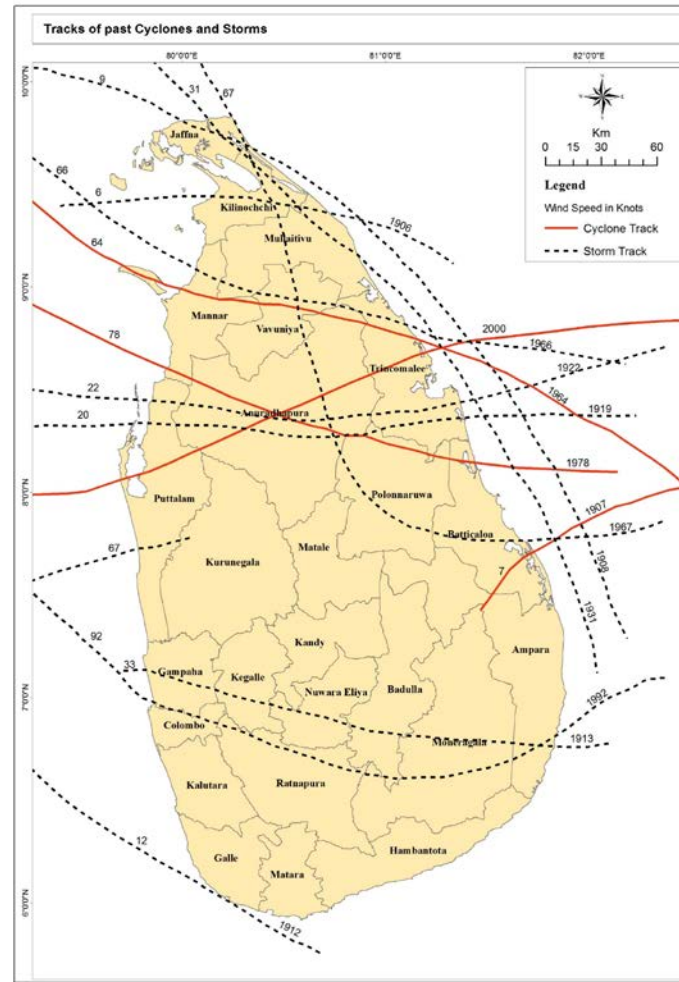 Tracks of past Cyclones and Storms
80°0'0"E 81°0'0"E 82°0'0"E
10°0'0"N
9°0'0"N
8°0'0"N
7°0'0"N
6°0'0"N
Km
0 15 30 60
Legend
Wind Speed in Knots
Cyclone Track
Storm Track
9
31
67
Jaffna
66
6
Kilinochchi
1906
64
Mullaitivu
Mannar
Vavuniya
78
2000
1966
Trincomalee
1922
22
1964
20
Anuradhapura
1919
1978
Puttalam
Polonnaruwa
1907
67
Batticaloa
1967
Kurunegala
Matale
7
1908
1931
92
33
Kandy
Ampara
Gampaha
Kegalle
Nuwara Eliya
Badulla
1992
Colombo
Moneragala
1913
Kalutara
Ratnapura
12
Galle
Matara
Hambantota
1912